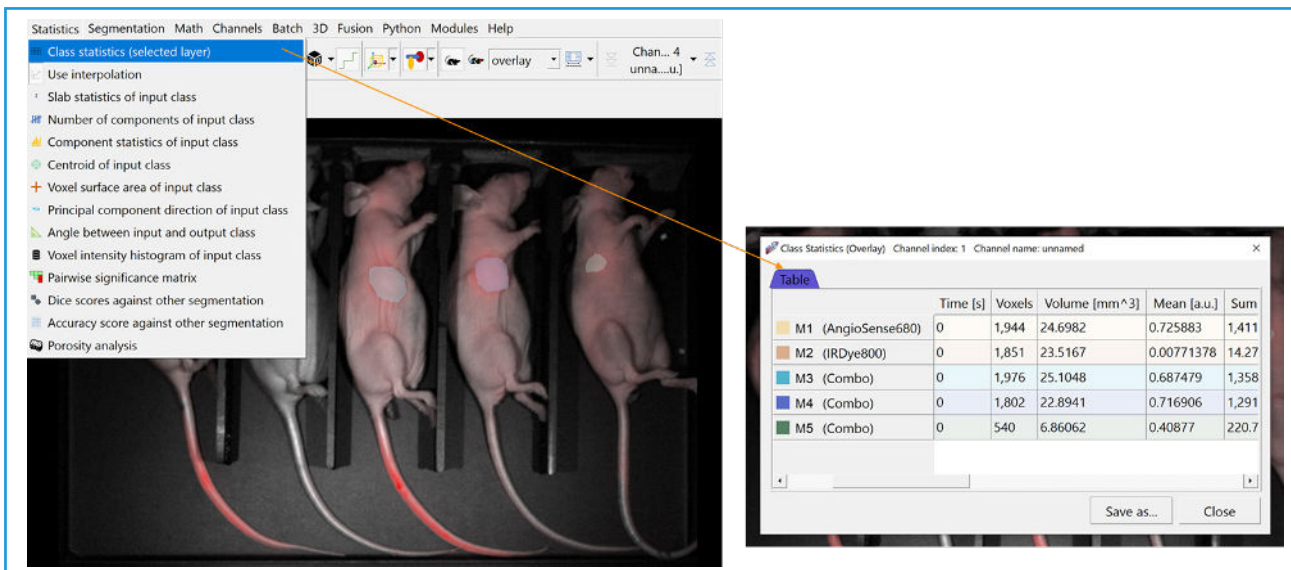 Statistics Segmentation Math Channels Batch 3D Fusion Python Modules Help
Class statistics (selected layer)
overlay
Chan... 4
unna....u.]
Use interpolation
Slab statistics of input class
Number of components of input class
Component statistics of input class
Centroid of input class
Voxel surface area of input class
Principal component direction of input class
Angle between input and output class
Voxel intensity histogram of input class
Pairwise significance matrix
Dice scores against other segmentation
Accuracy score against other segmentation
Porosity analysis
Class Statistics (Overlay) Channel index: 1 Channel name: unnamed
Table
Time [s] Voxels Volume [mm^3] Mean [a.u.] Sum
M1 (AngioSense680) 0 1,944 24.6982 0.725883 1,411
M2 (IRDye800) 0 1,851 23.5167 0.00771378 14.27
M3 (Combo) 0 1,976 25.1048 0.687479 1,358
M4 (Combo) 0 1,802 22.8941 0.716906 1,291
M5 (Combo) 0 540 6.86062 0.40877 220.7
Save as... Close